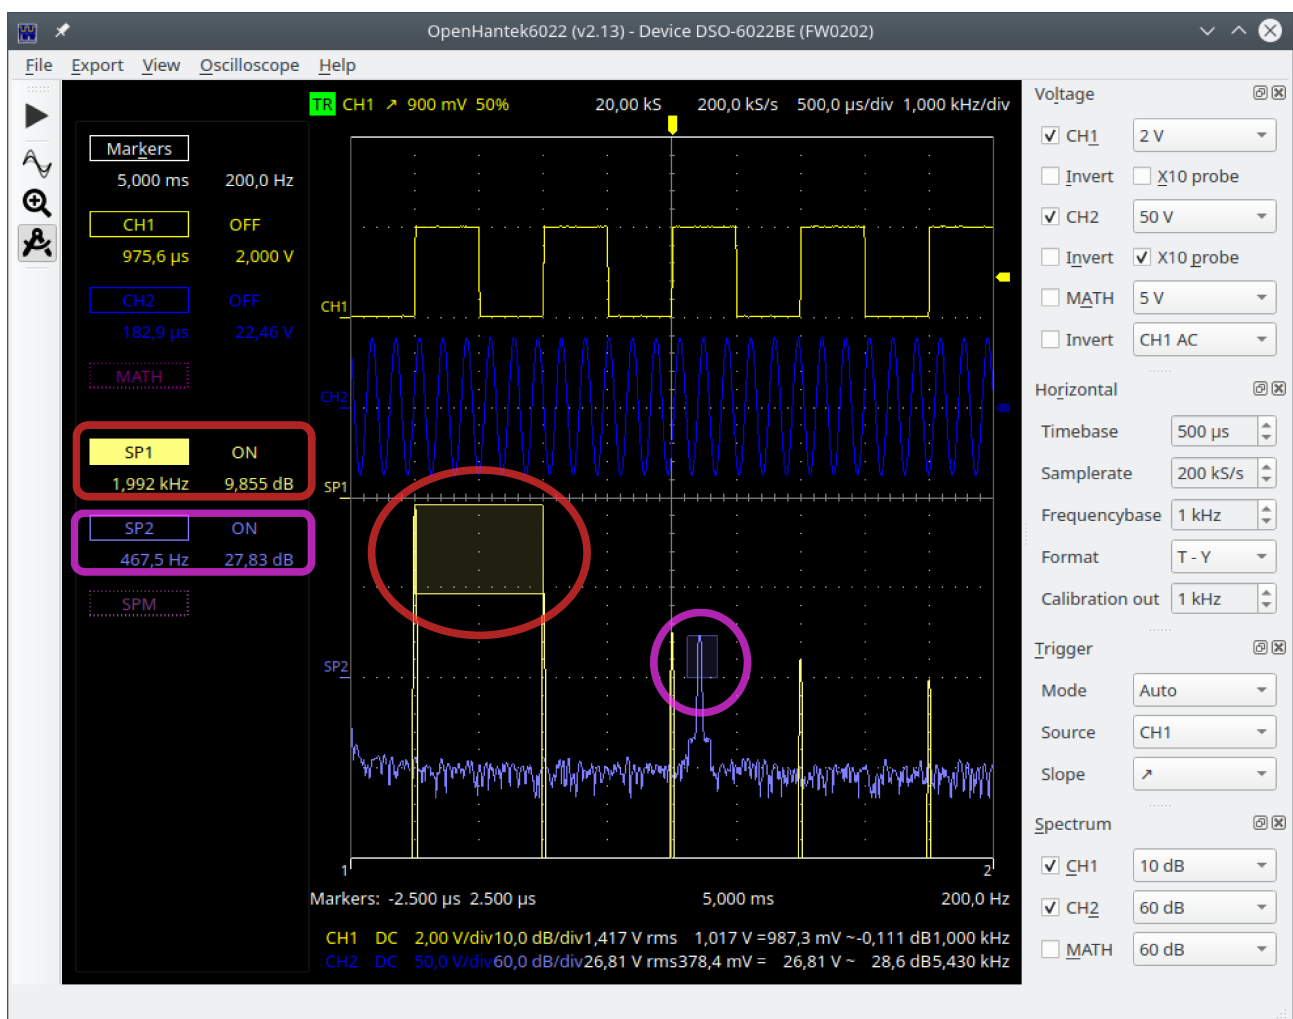 OpenHantek6022 (v2.13) - Device DSO-6022BE (FW0202)
File Export View Oscilloscope Help
TR CH1 ↗ 900 mV 50% 20,00 kS 200,0 kS/s 500,0 µs/div 1,000 kHz/div
Markers
5,000 ms 200,0 Hz
CH1 OFF
975,6 µs 2,000 V
CH2 OFF
182,9 µs 22,46 V
MATH
SP1 ON
1,992 kHz 9,855 dB
SP2 ON
467,5 Hz 27,83 dB
SPM
CH1
CH2
SP1
SP2
1 2
Markers: -2.500 µs 2.500 µs 5,000 ms 200,0 Hz
CH1 DC 2,00 V/div10,0 dB/div1,417 V rms 1,017 V =987,3 mV ~-0,111 dB1,000 kHz
CH2 DC 50,0 V/div60,0 dB/div26,81 V rms378,4 mV = 26,81 V ~ 28,6 dB5,430 kHz
Voltage
CH1 2 V
Invert X10 probe
CH2 50 V
Invert X10 probe
MATH 5 V
Invert CH1 AC
Horizontal
Timebase 500 µs
Samplerate 200 kS/s
Frequencybase 1 kHz
Format T - Y
Calibration out 1 kHz
Trigger
Mode Auto
Source CH1
Slope ↗
Spectrum
CH1 10 dB
CH2 60 dB
MATH 60 dB